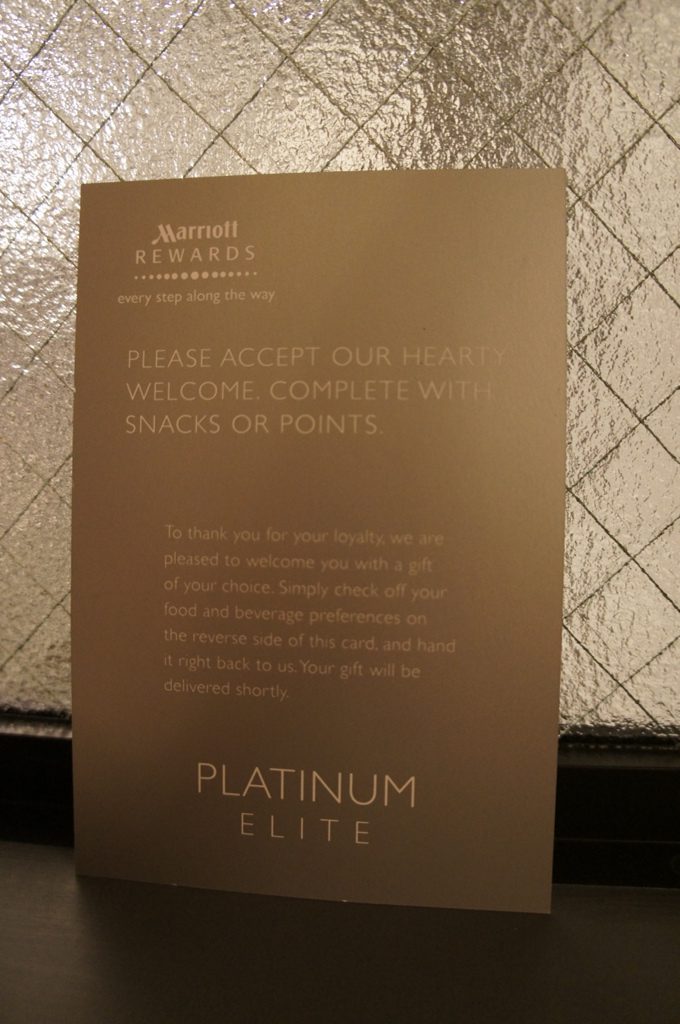 Marriott
REWARDS
every step along the way
PLEASE ACCEPT OUR HEARTY
WELCOME. COMPLETE WITH
SNACKS OR POINTS.
To thank you for your loyalty, we are
pleased to welcome you with a gift
of your choice. Simply check off your
food and beverage preferences on
the reverse side of this card, and hand
it right back to us. Your gift will be
delivered shortly.
PLATINUM
ELITE